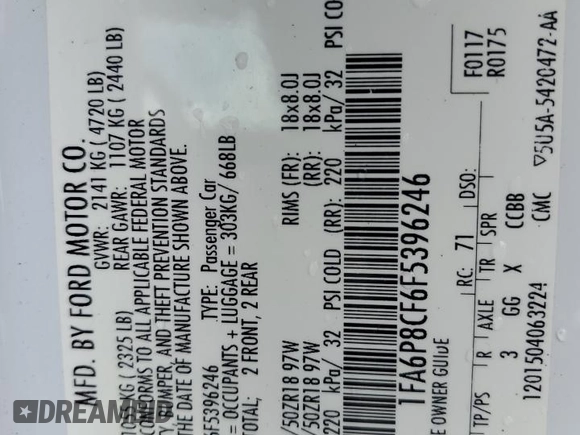 MFD. BY FORD MOTOR CO.
GVWR: 2141 KG ( 4720 LB)
KG ( 2325 LB) REAR GAWR: 1107 KG ( 2440 LB)
CONFORMS TO ALL APPLICABLE FEDERAL MOTOR
BUMPER, AND THEFT PREVENTION STANDARDS
THE DATE OF MANUFACTURE SHOWN ABOVE.
6F5396246 TYPE: Passenger Car
= OCCUPANTS + LUGGAGE = 303KG/ 668LB
TOTAL: 2 FRONT, 2 REAR
/50ZR18 97W RIMS (FR): 18x8.0J
/50ZR18 97W (RR): 18x8.0J
220 kPa/ 32 PSI COLD (RR): 220 kPa/ 32 PSI CO
1FA6P8CF6F5396246
E OWNER GUIDE
RC: 71 DSO:
F0117
R0175
TP/PS R AXLE TR SPR
3 GG X CCBB
1201504063224 CMC ▽5U5A-5420472-AA
DREAMBID